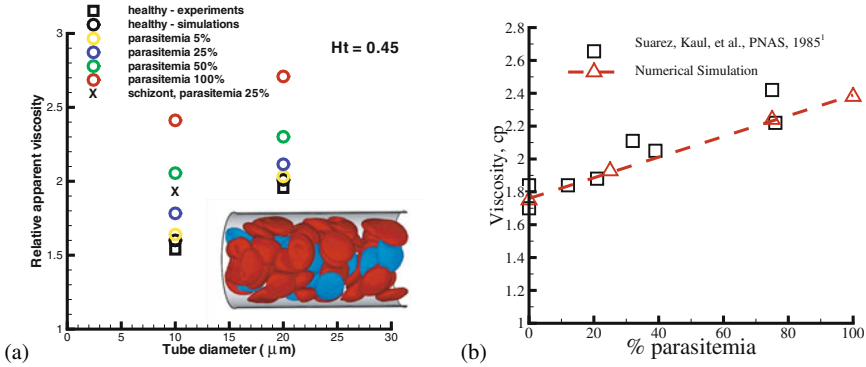 healthy - experiments
healthy - simulations
parasitemia 5%
parasitemia 25%
parasitemia 50%
parasitemia 100%
x schizont, parasitemia 25%
Ht = 0.45
Relative apparent viscosity
3
2.5
2
1.5
1
0 5 10 15 20 25 30
Tube diameter ( μm)
(a)
Suarez, Kaul, et al., PNAS, 1985¹
Numerical Simulation
Viscosity, cp
2.8
2.6
2.4
2.2
2
1.8
1.6
1.4
1.2
1
0 20 40 60 80 100
% parasitemia
(b)